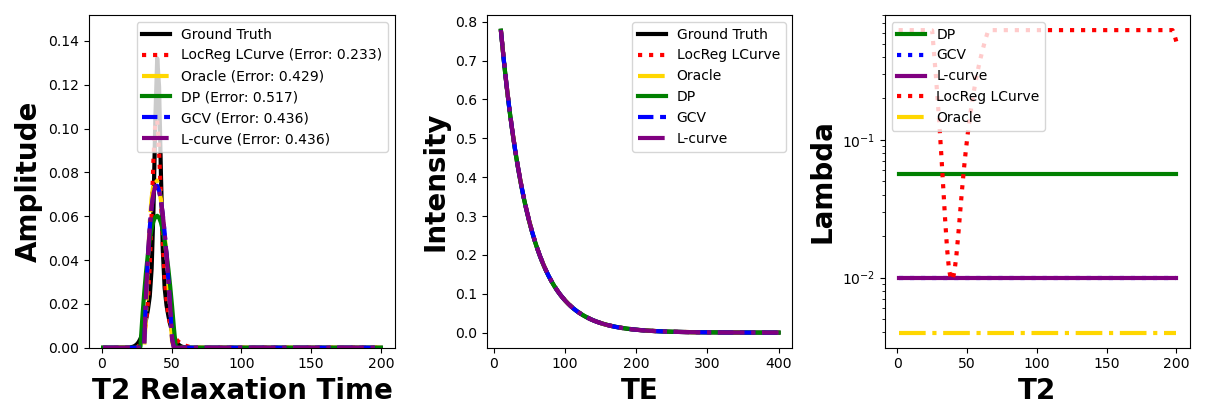 Amplitude
0.14
0.12
0.10
0.08
0.06
0.04
0.02
0.00
Ground Truth
LocReg LCurve (Error: 0.233)
Oracle (Error: 0.429)
DP (Error: 0.517)
GCV (Error: 0.436)
L-curve (Error: 0.436)
0 50 100 150 200
T2 Relaxation Time
Intensity
0.8
0.7
0.6
0.5
0.4
0.3
0.2
0.1
0.0
Ground Truth
LocReg LCurve
Oracle
DP
GCV
L-curve
0 100 200 300 400
TE
Lambda
10⁻¹
10⁻²
DP
GCV
L-curve
LocReg LCurve
Oracle
0 50 100 150 200
T2